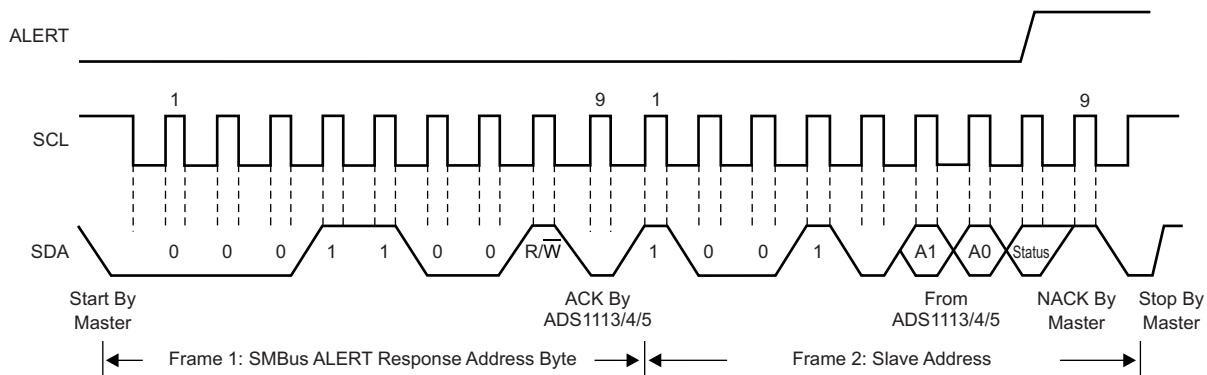 ALERT
1 9 1 9
SCL
SDA 0 0 0 1 1 0 0 R/W 1 0 0 1 A1 A0 Status
Start By
Master
ACK By
ADS1113/4/5
From
ADS1113/4/5
NACK By
Master
Stop By
Master
Frame 1: SMBus ALERT Response Address Byte
Frame 2: Slave Address